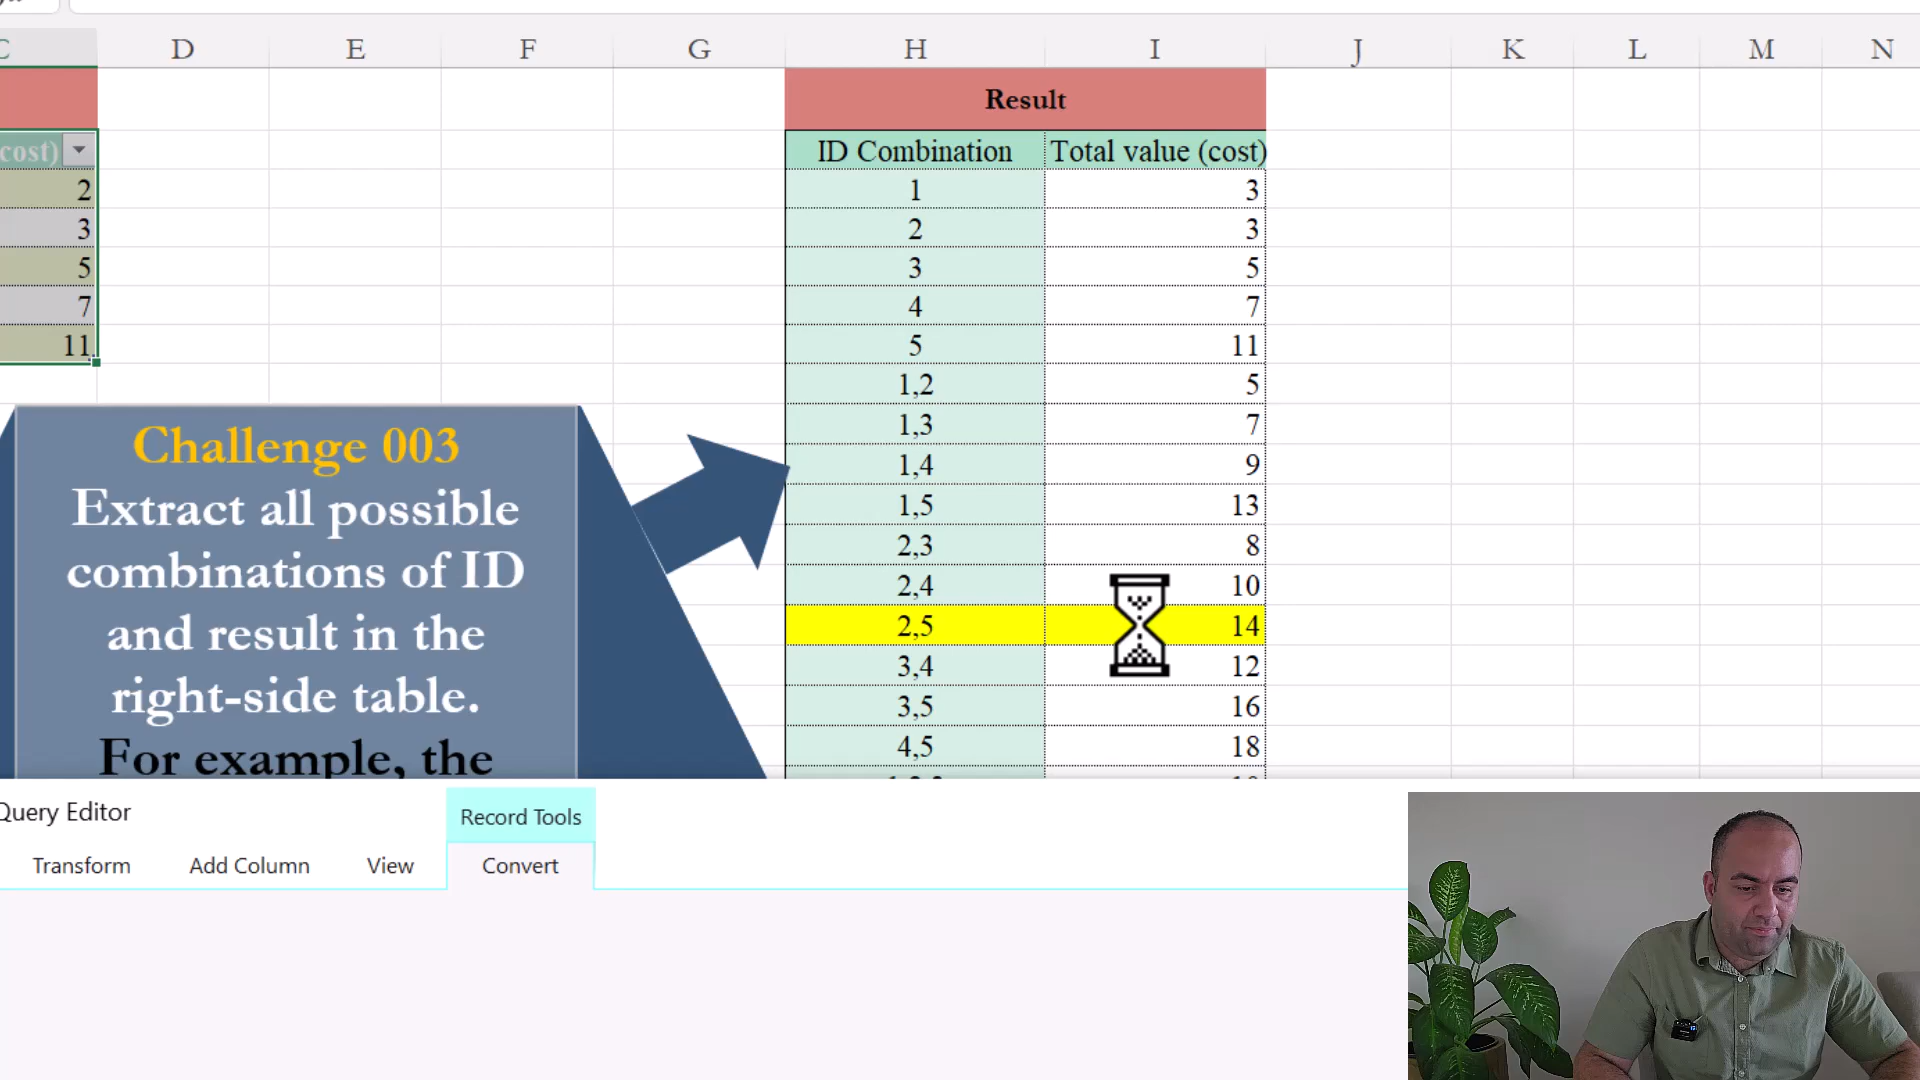 C D E F G H I J K L M N
Result
cost)
ID Combination Total value (cost)
2 1 3
3 2 3
5 3 5
7 4 7
11 5 11
1,2 5
1,3 7
1,4 9
1,5 13
2,3 8
2,4 10
2,5 14
3,4 12
3,5 16
4,5 18
Challenge 003
Extract all possible
combinations of ID
and result in the
right-side table.
For example, the
Query Editor
Record Tools
Transform Add Column View Convert